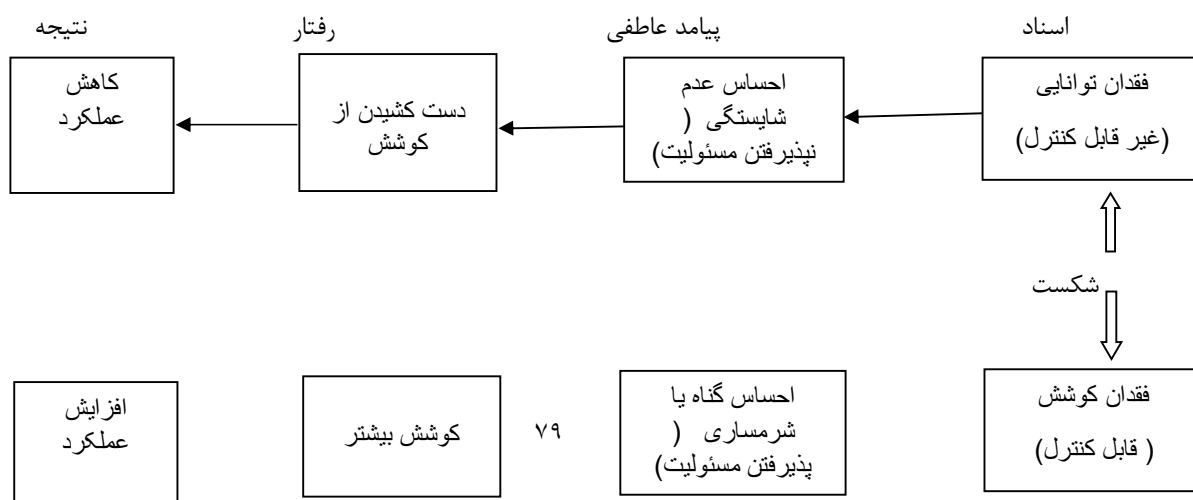 اسناد
پیامد عاطفی
رفتار
نتیجه
فقدان توانایی
(غیر قابل کنترل)
احساس عدم
شایستگی (
نپذیرفتن مسئولیت)
دست کشیدن از
کوشش
کاهش
عملکرد
شکست
فقدان کوشش
( قابل کنترل)
احساس گناه یا
شرمساری (
پذیرفتن مسئولیت)
۷۹
کوشش بیشتر
افزایش
عملکرد